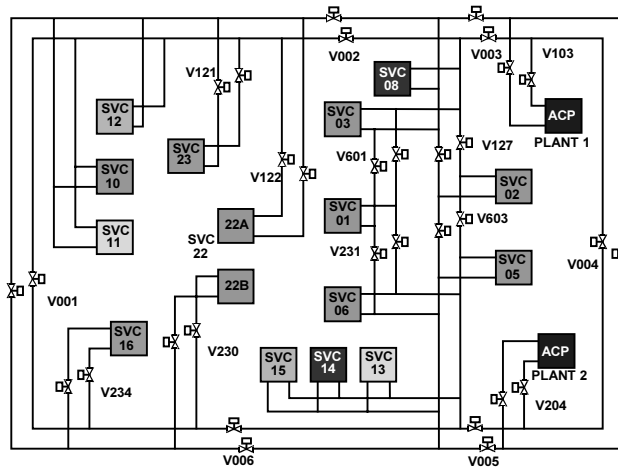 V002
V003
V103
V121
SVC
08
SVC
12
SVC
03
ACP
PLANT 1
SVC
23
V601
V127
SVC
10
V122
SVC
02
SVC
01
V603
SVC
11
22A
SVC
22
V231
V004
SVC
05
22B
SVC
06
V001
SVC
16
V230
ACP
PLANT 2
SVC
15
SVC
14
SVC
13
V234
V204
V006
V005